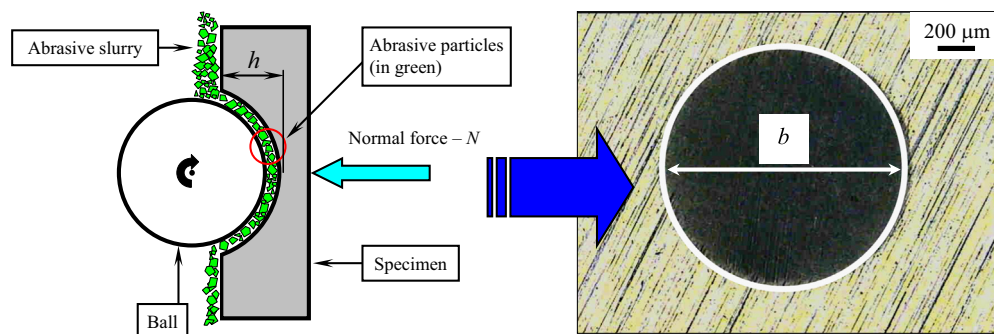 Abrasive slurry
h
Abrasive particles
(in green)
Normal force – N
Specimen
Ball
200 µm
b